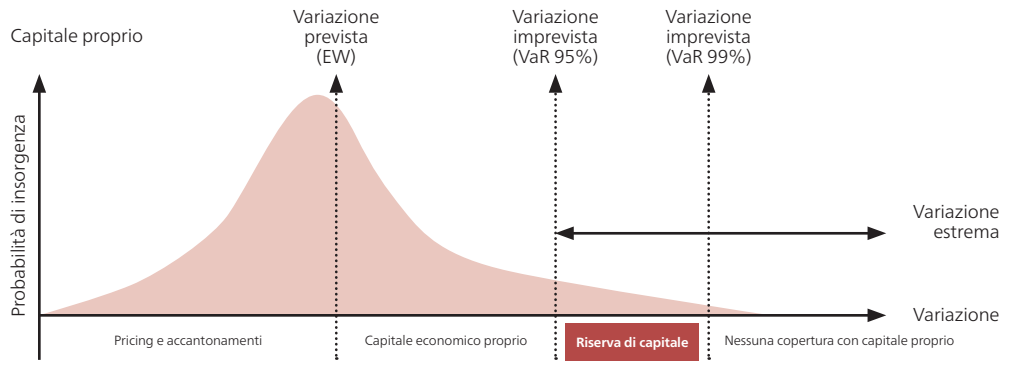 Capitale proprio
Variazione
prevista
(EW)
Variazione
imprevista
(VaR 95%)
Variazione
imprevista
(VaR 99%)
Probabilità di insorgenza
Variazione
estrema
Variazione
Pricing e accantonamenti
Capitale economico proprio
Riserva di capitale
Nessuna copertura con capitale proprio